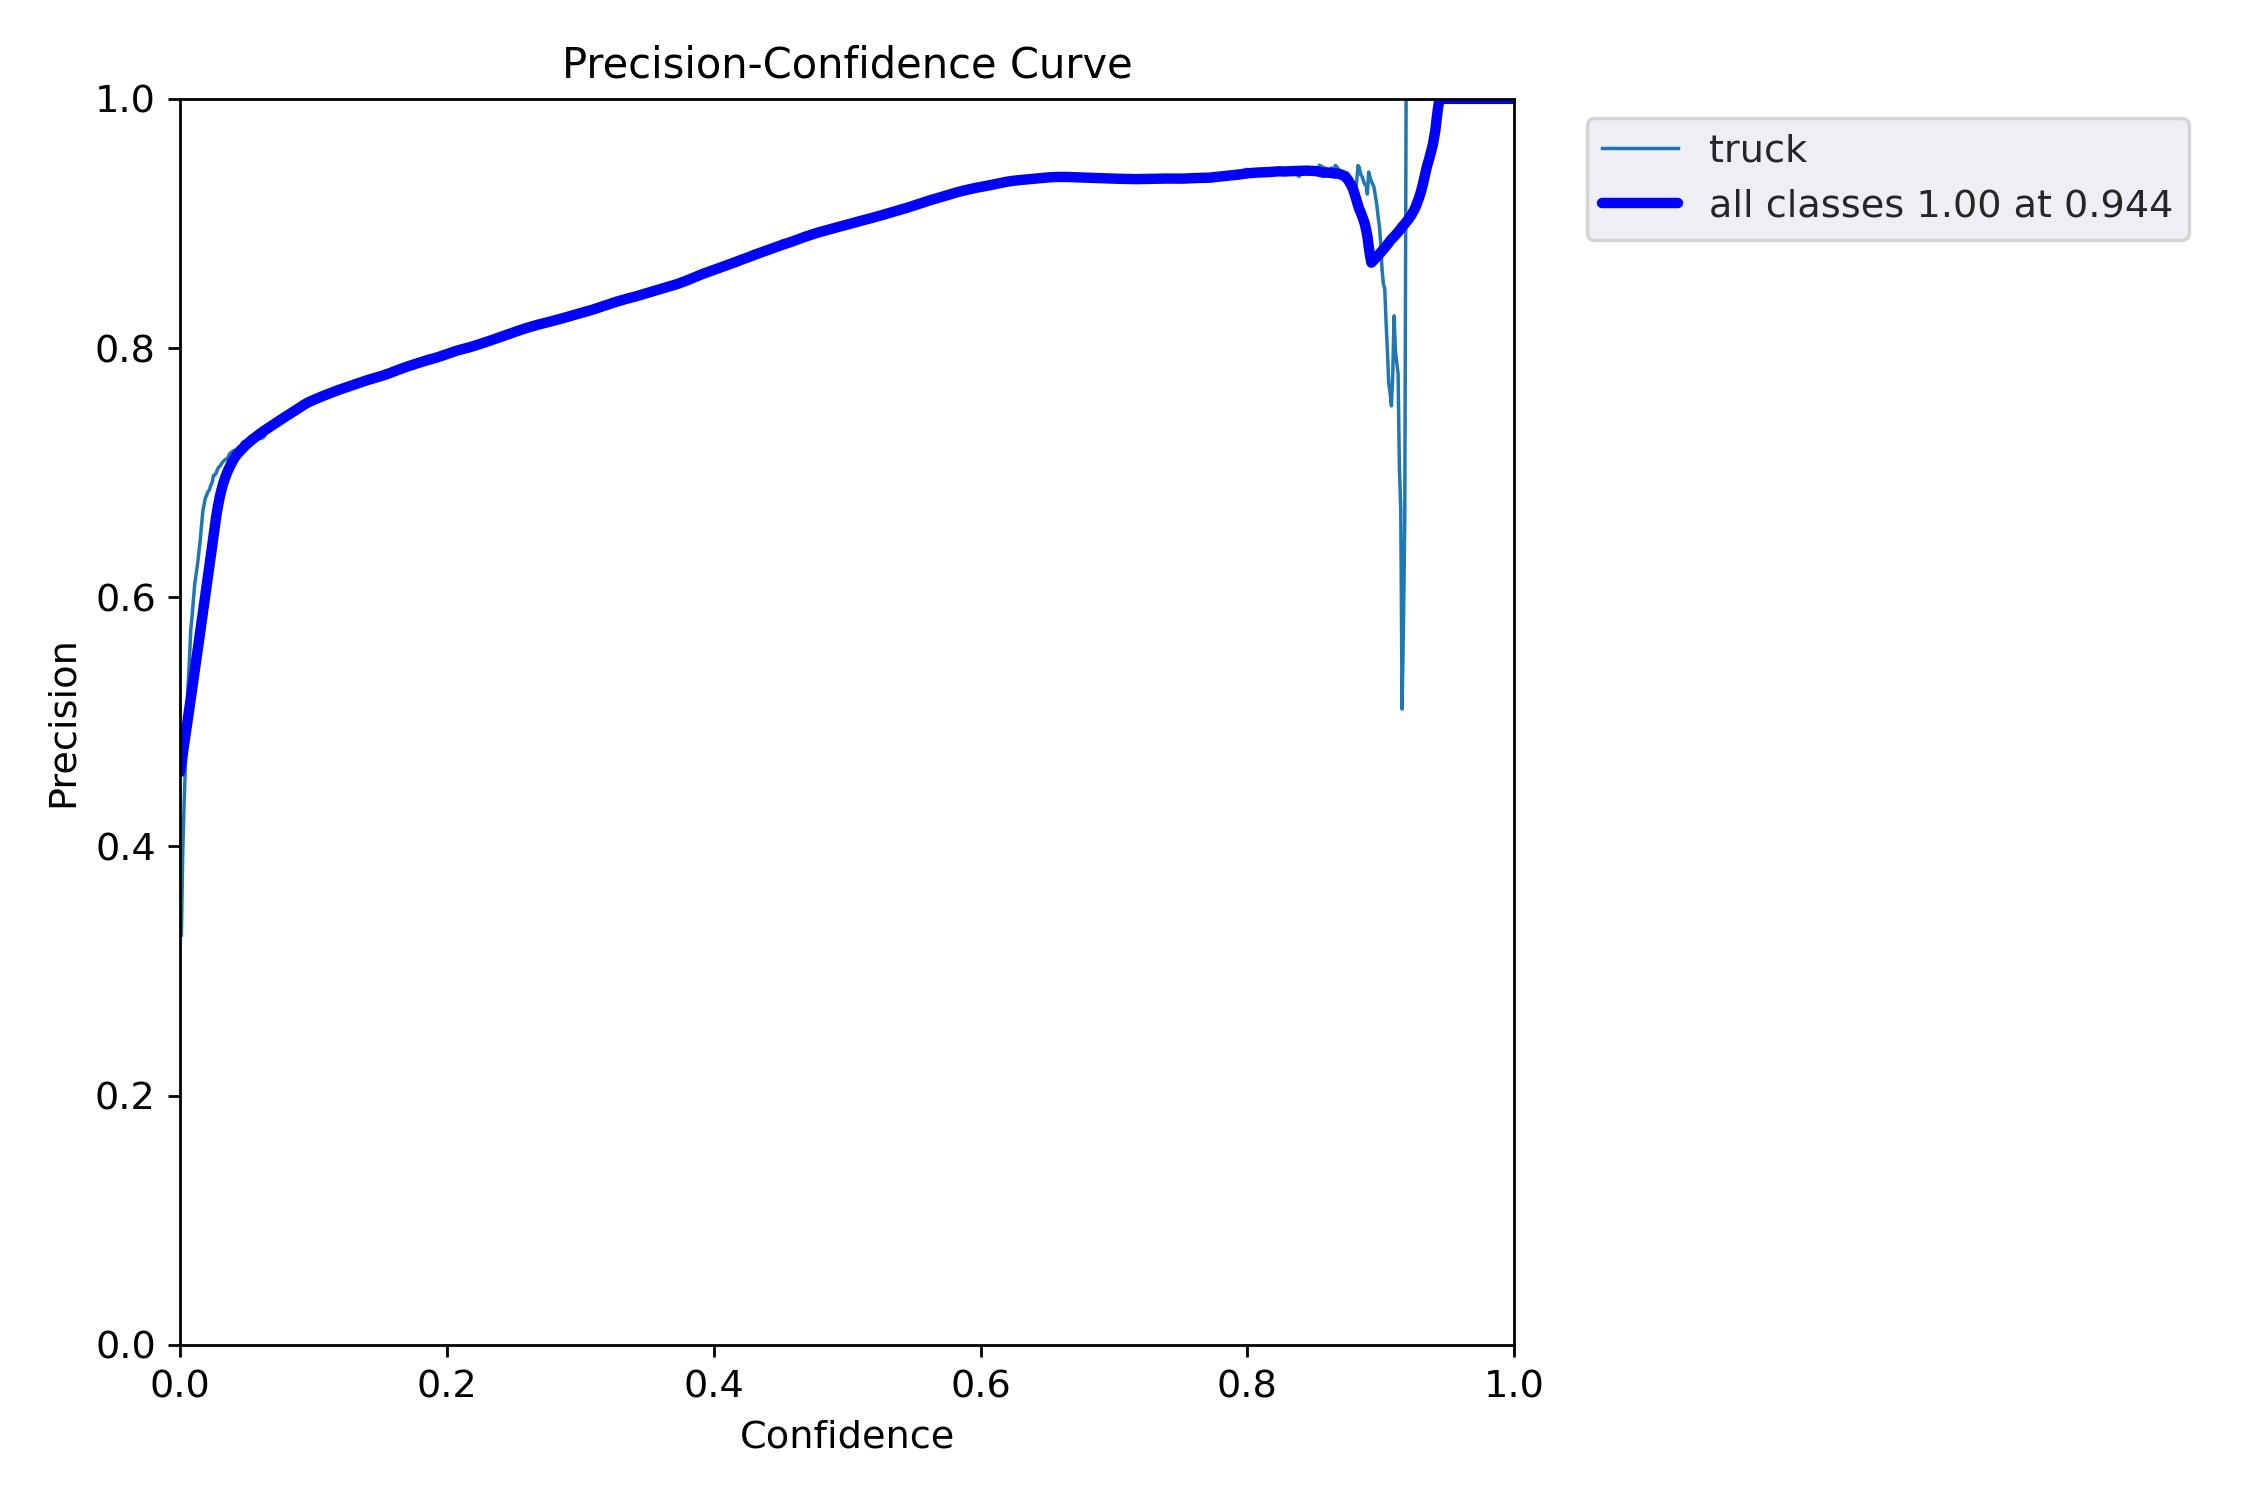 Precision-Confidence Curve
1.0
0.8
0.6
0.4
0.2
0.0
Precision
0.0 0.2 0.4 0.6 0.8 1.0
Confidence
truck
all classes 1.00 at 0.944